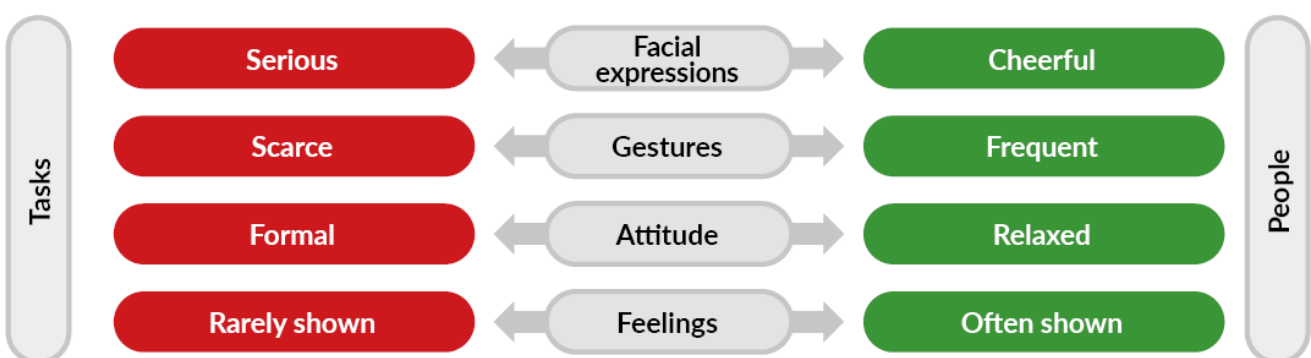 Tasks
Serious
Facial
expressions
Cheerful
Scarce
Gestures
Frequent
Formal
Attitude
Relaxed
Rarely shown
Feelings
Often shown
People